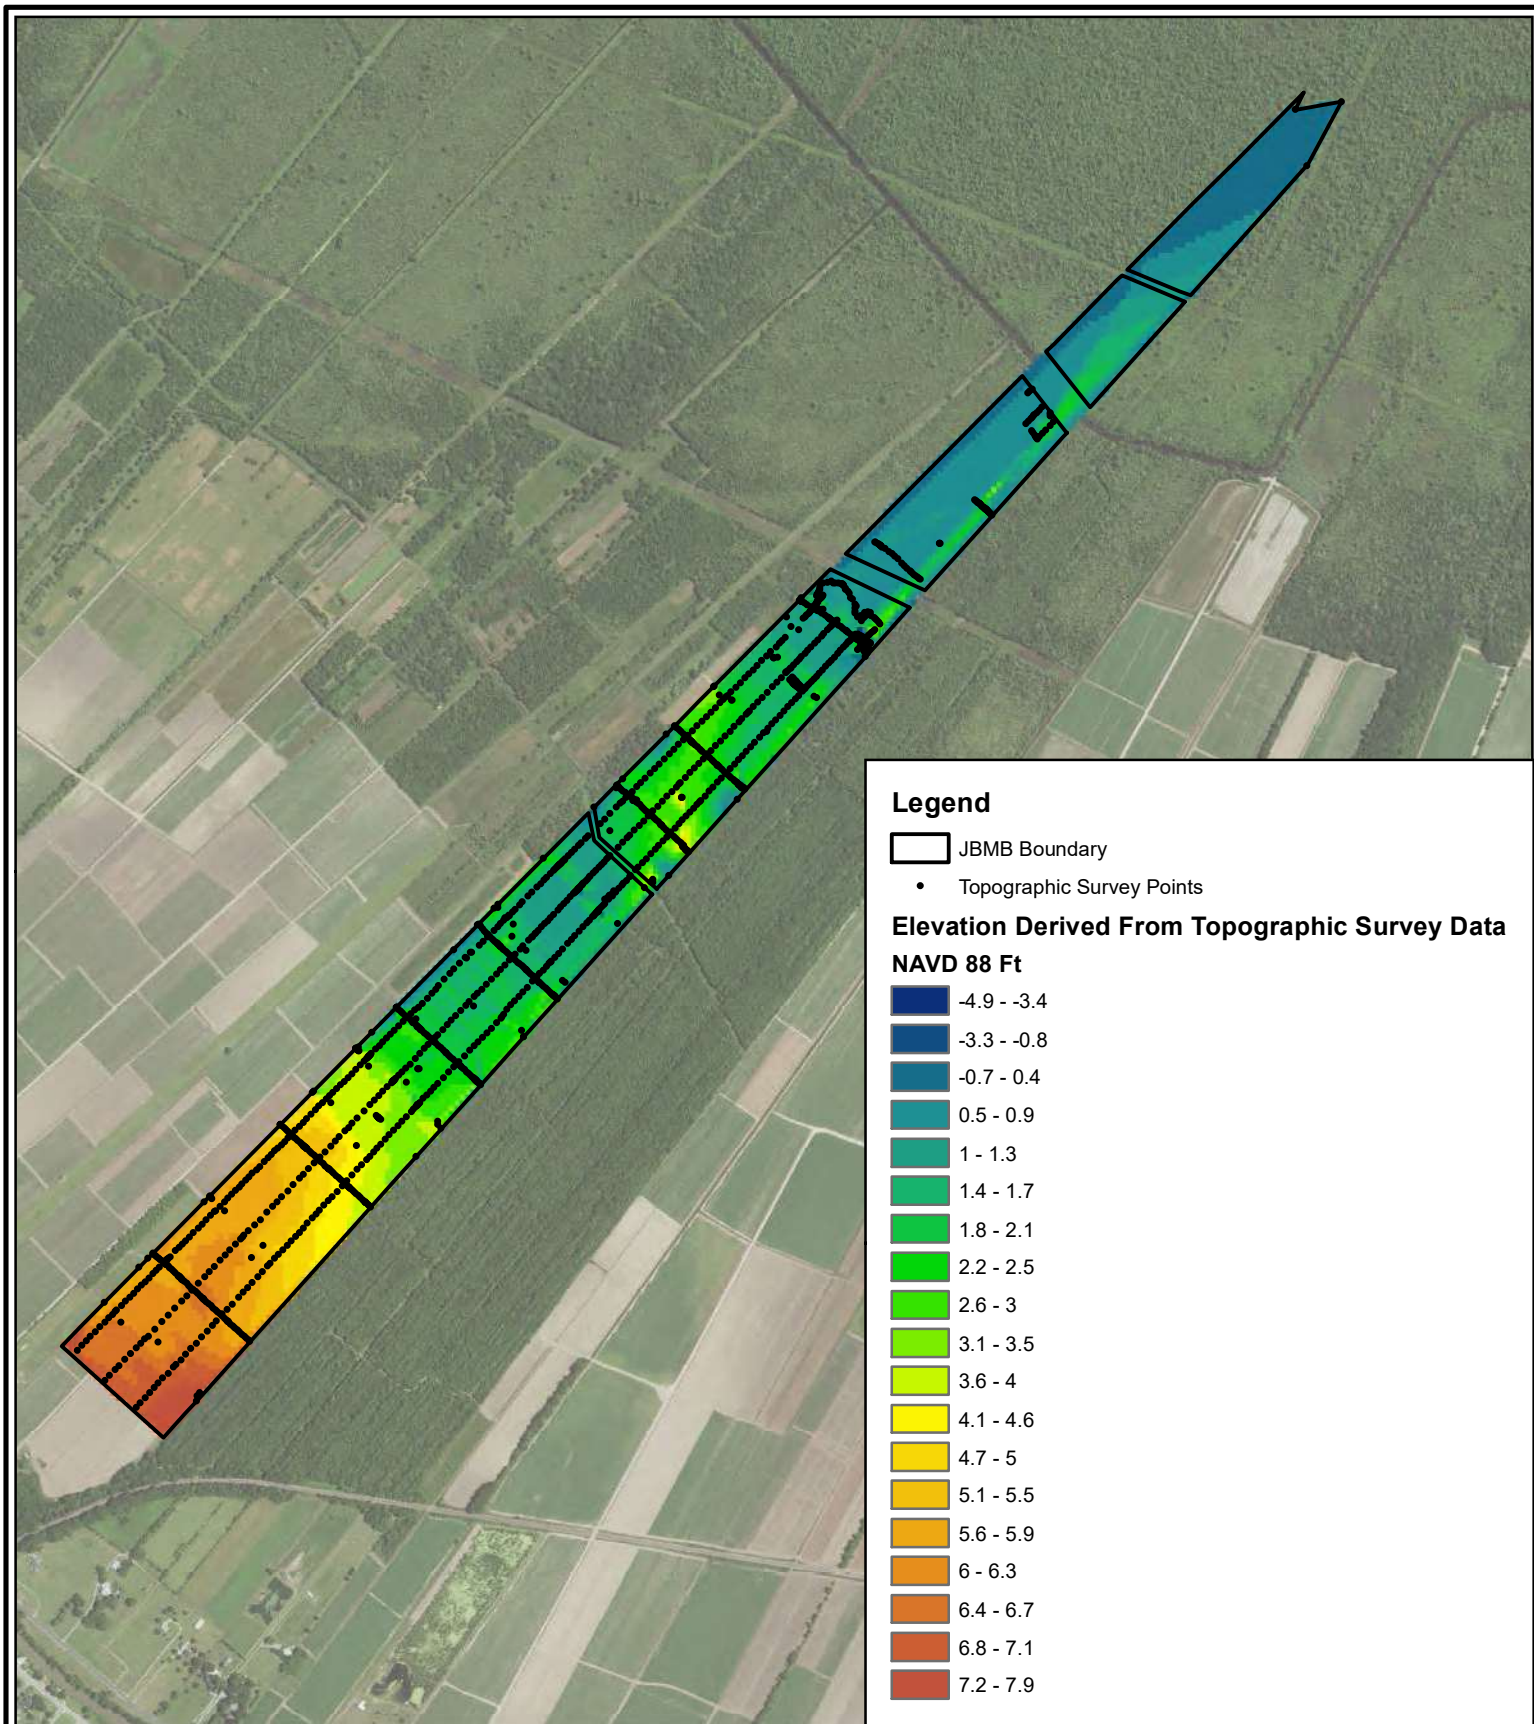 Legend
JBMB Boundary
Topographic Survey Points
Elevation Derived From Topographic Survey Data
NAVD 88 Ft
-4.9 - -3.4
-3.3 - -0.8
-0.7 - 0.4
0.5 - 0.9
1 - 1.3
1.4 - 1.7
1.8 - 2.1
2.2 - 2.5
2.6 - 3
3.1 - 3.5
3.6 - 4
4.1 - 4.6
4.7 - 5
5.1 - 5.5
5.6 - 5.9
6 - 6.3
6.4 - 6.7
6.8 - 7.1
7.2 - 7.9